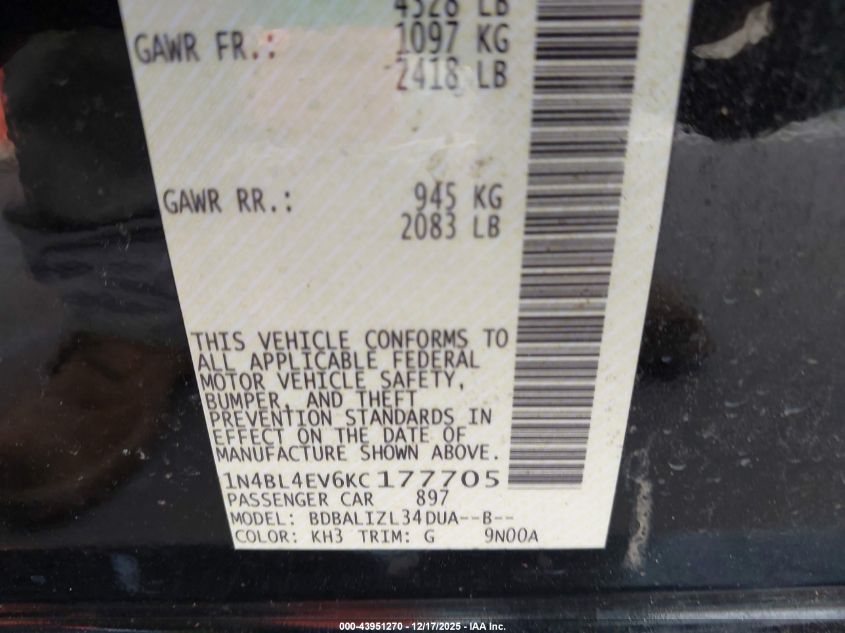 4528 LB
GAWR FR.: 1097 KG
2418 LB
GAWR RR.: 945 KG
2083 LB
THIS VEHICLE CONFORMS TO
ALL APPLICABLE FEDERAL
MOTOR VEHICLE SAFETY,
BUMPER, AND THEFT
PREVENTION STANDARDS IN
EFFECT ON THE DATE OF
MANUFACTURE SHOWN ABOVE.
1N4BL4EV6KC177705
PASSENGER CAR 897
MODEL: BDBALIZL34DUA--B--
COLOR: KH3 TRIM: G 9N00A
000-43951270 - 12/17/2025 - IAA Inc.